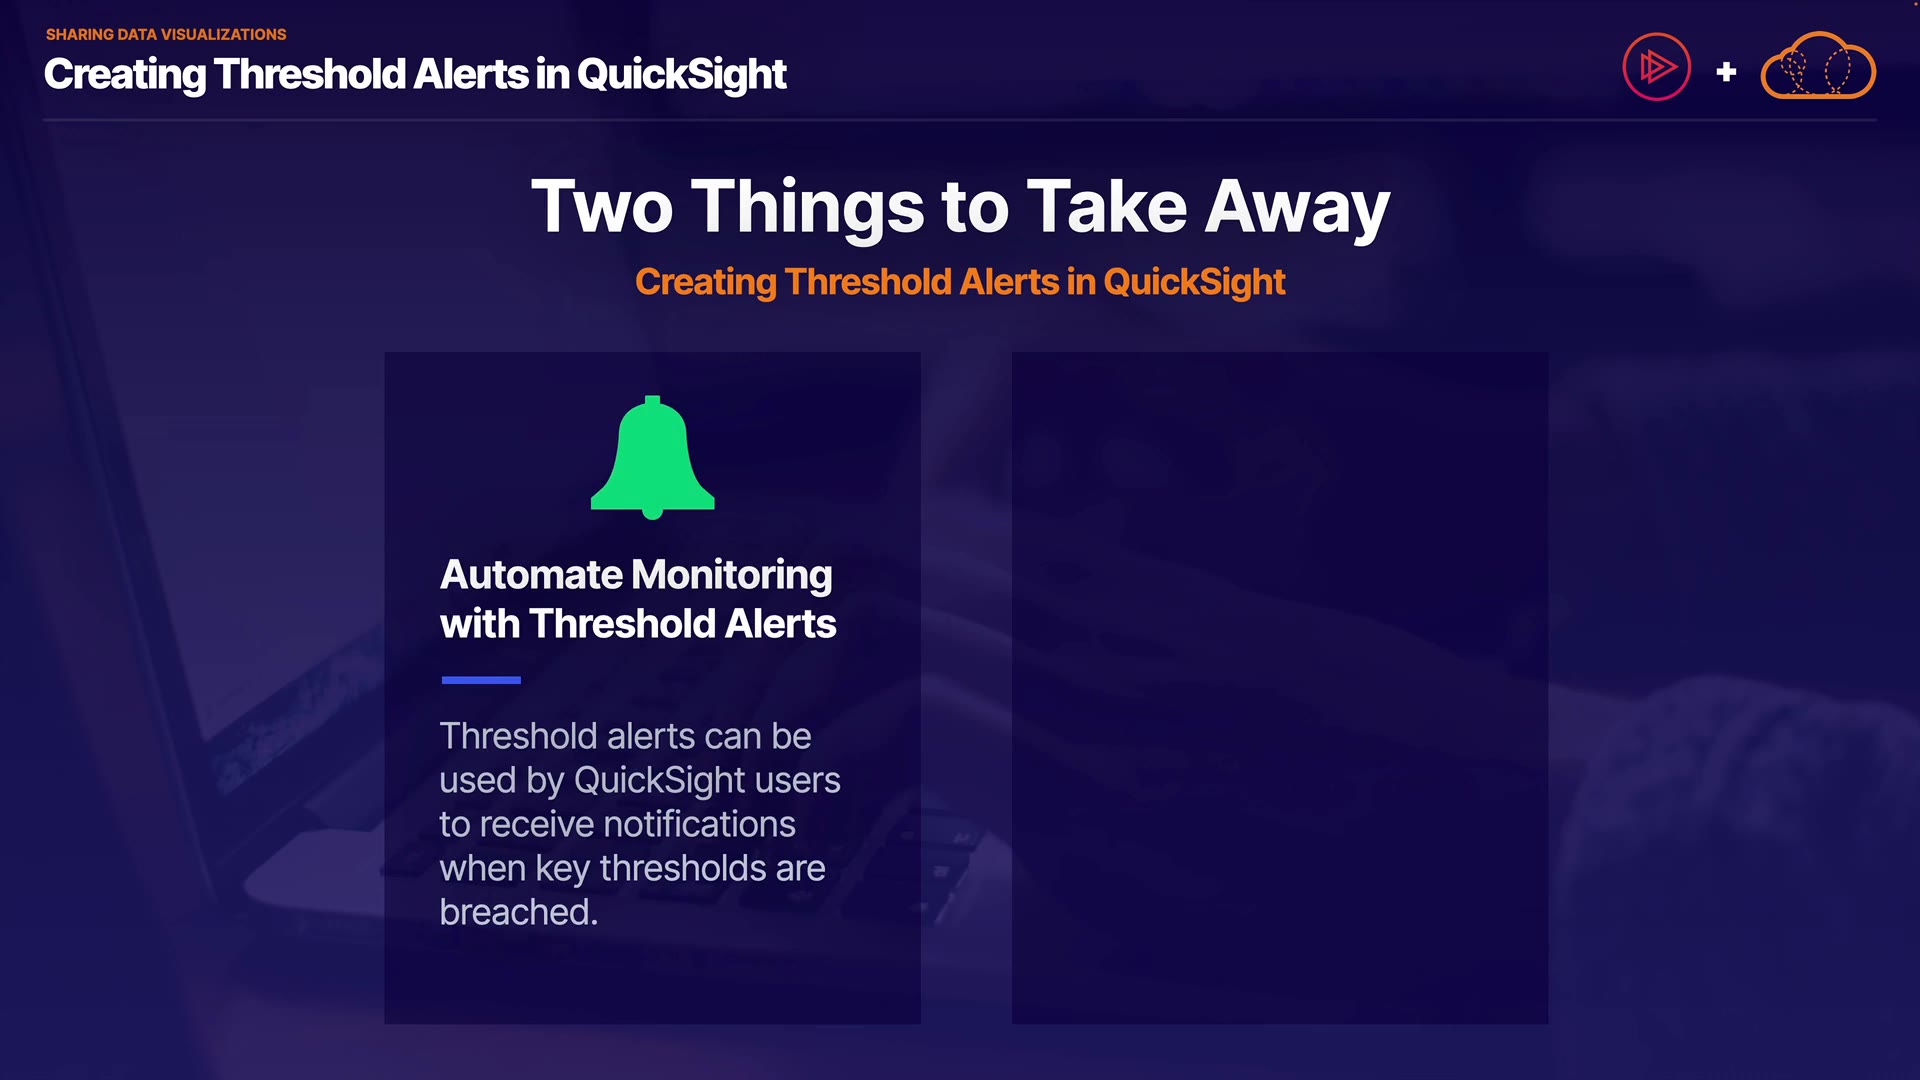 SHARING DATA VISUALIZATIONS
Creating Threshold Alerts in QuickSight
+
Two Things to Take Away
Creating Threshold Alerts in QuickSight
Automate Monitoring
with Threshold Alerts
Threshold alerts can be
used by QuickSight users
to receive notifications
when key thresholds are
breached.